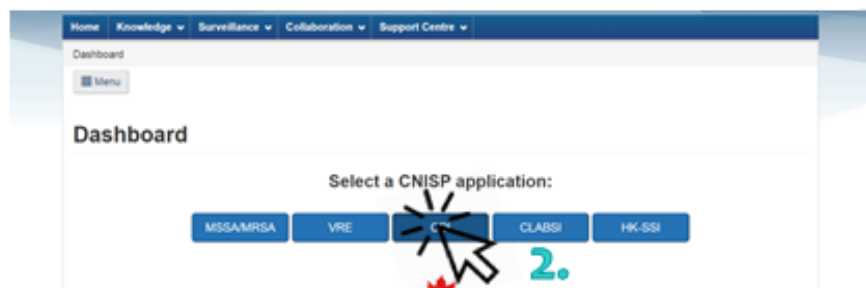 Home Knowledge Surveillance Collaboration Support Centre
Dashboard
Menu
Dashboard
Select a CNISP application:
MSSA/MRSA VRE CLABSI HK-SSI
2.